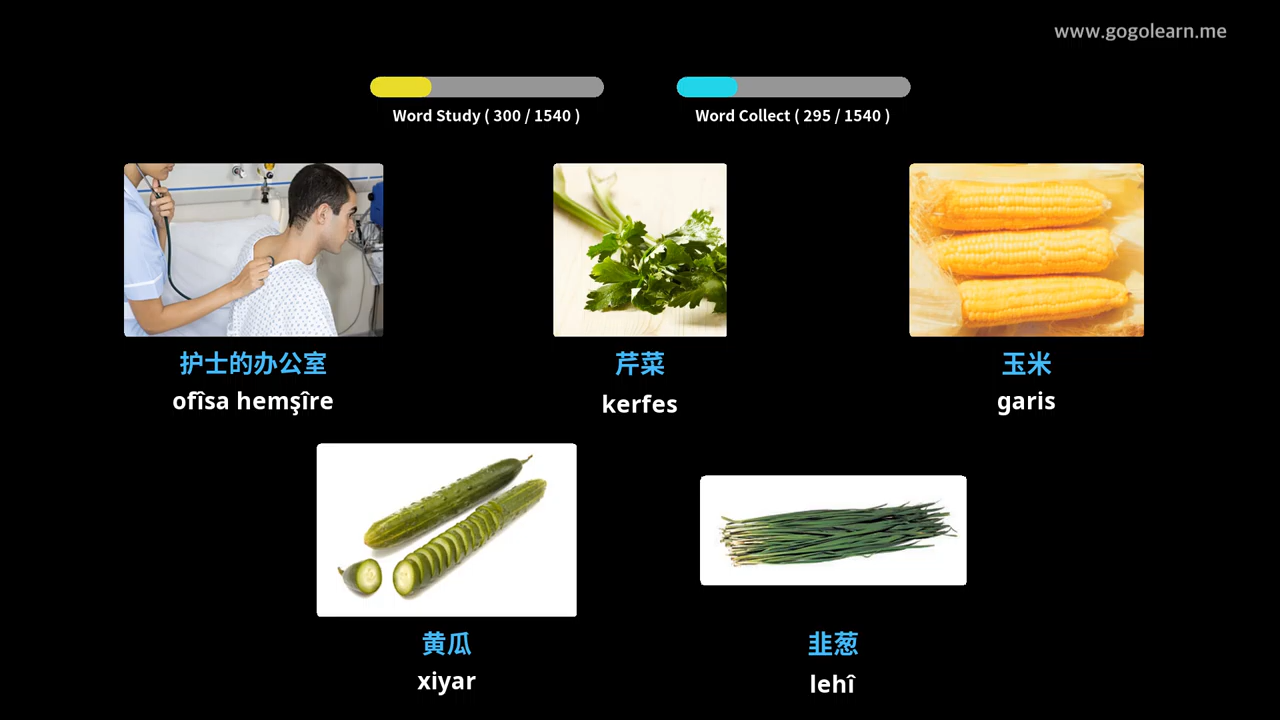 www.gogolearn.me
Word Study ( 300 / 1540 )
Word Collect ( 295 / 1540 )
护士的办公室
ofîsa hemşîre
芹菜
kerfes
玉米
garis
黄瓜
xiyar
韭葱
lehî